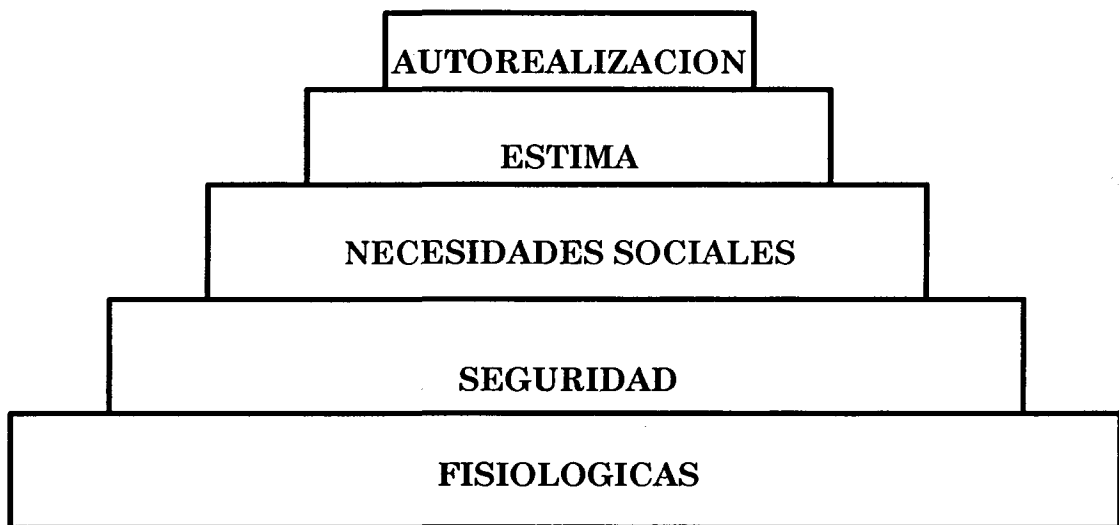 AUTOREALIZACION
ESTIMA
NECESIDADES SOCIALES
SEGURIDAD
FISIOLOGICAS